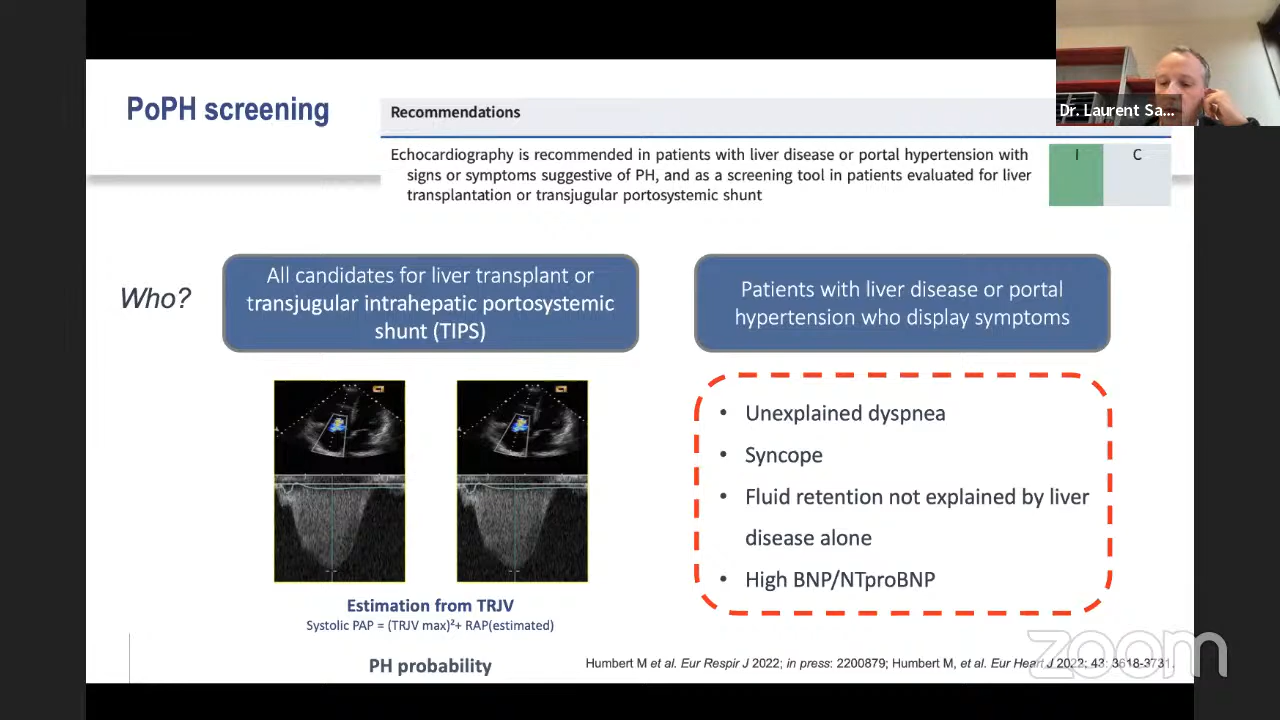 PoPH screening
Recommendations
Echocardiography is recommended in patients with liver disease or portal hypertension with
signs or symptoms suggestive of PH, and as a screening tool in patients evaluated for liver
transplantation or transjugular portosystemic shunt
I
C
Dr. Laurent Sa...
Who?
All candidates for liver transplant or
transjugular intrahepatic portosystemic
shunt (TIPS)
Patients with liver disease or portal
hypertension who display symptoms
• Unexplained dyspnea
• Syncope
• Fluid retention not explained by liver
disease alone
• High BNP/NTproBNP
Estimation from TRJV
Systolic PAP = (TRJV max)²+ RAP(estimated)
PH probability
Humbert M et al. Eur Respir J 2022; in press: 2200879; Humbert M, et al. Eur Heart J 2022; 43: 3618-3731.
zoom